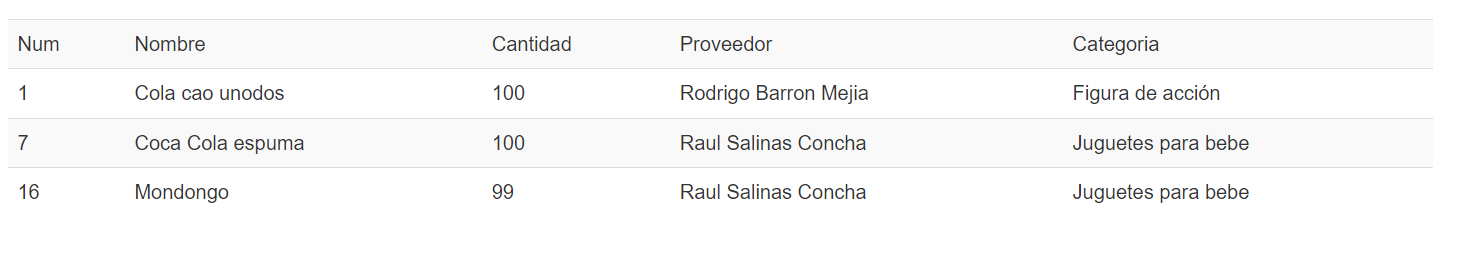 Num Nombre Cantidad Proveedor Categoria
1 Cola cao unodos 100 Rodrigo Barron Mejia Figura de acción
7 Coca Cola espuma 100 Raul Salinas Concha Juguetes para bebe
16 Mondongo 99 Raul Salinas Concha Juguetes para bebe